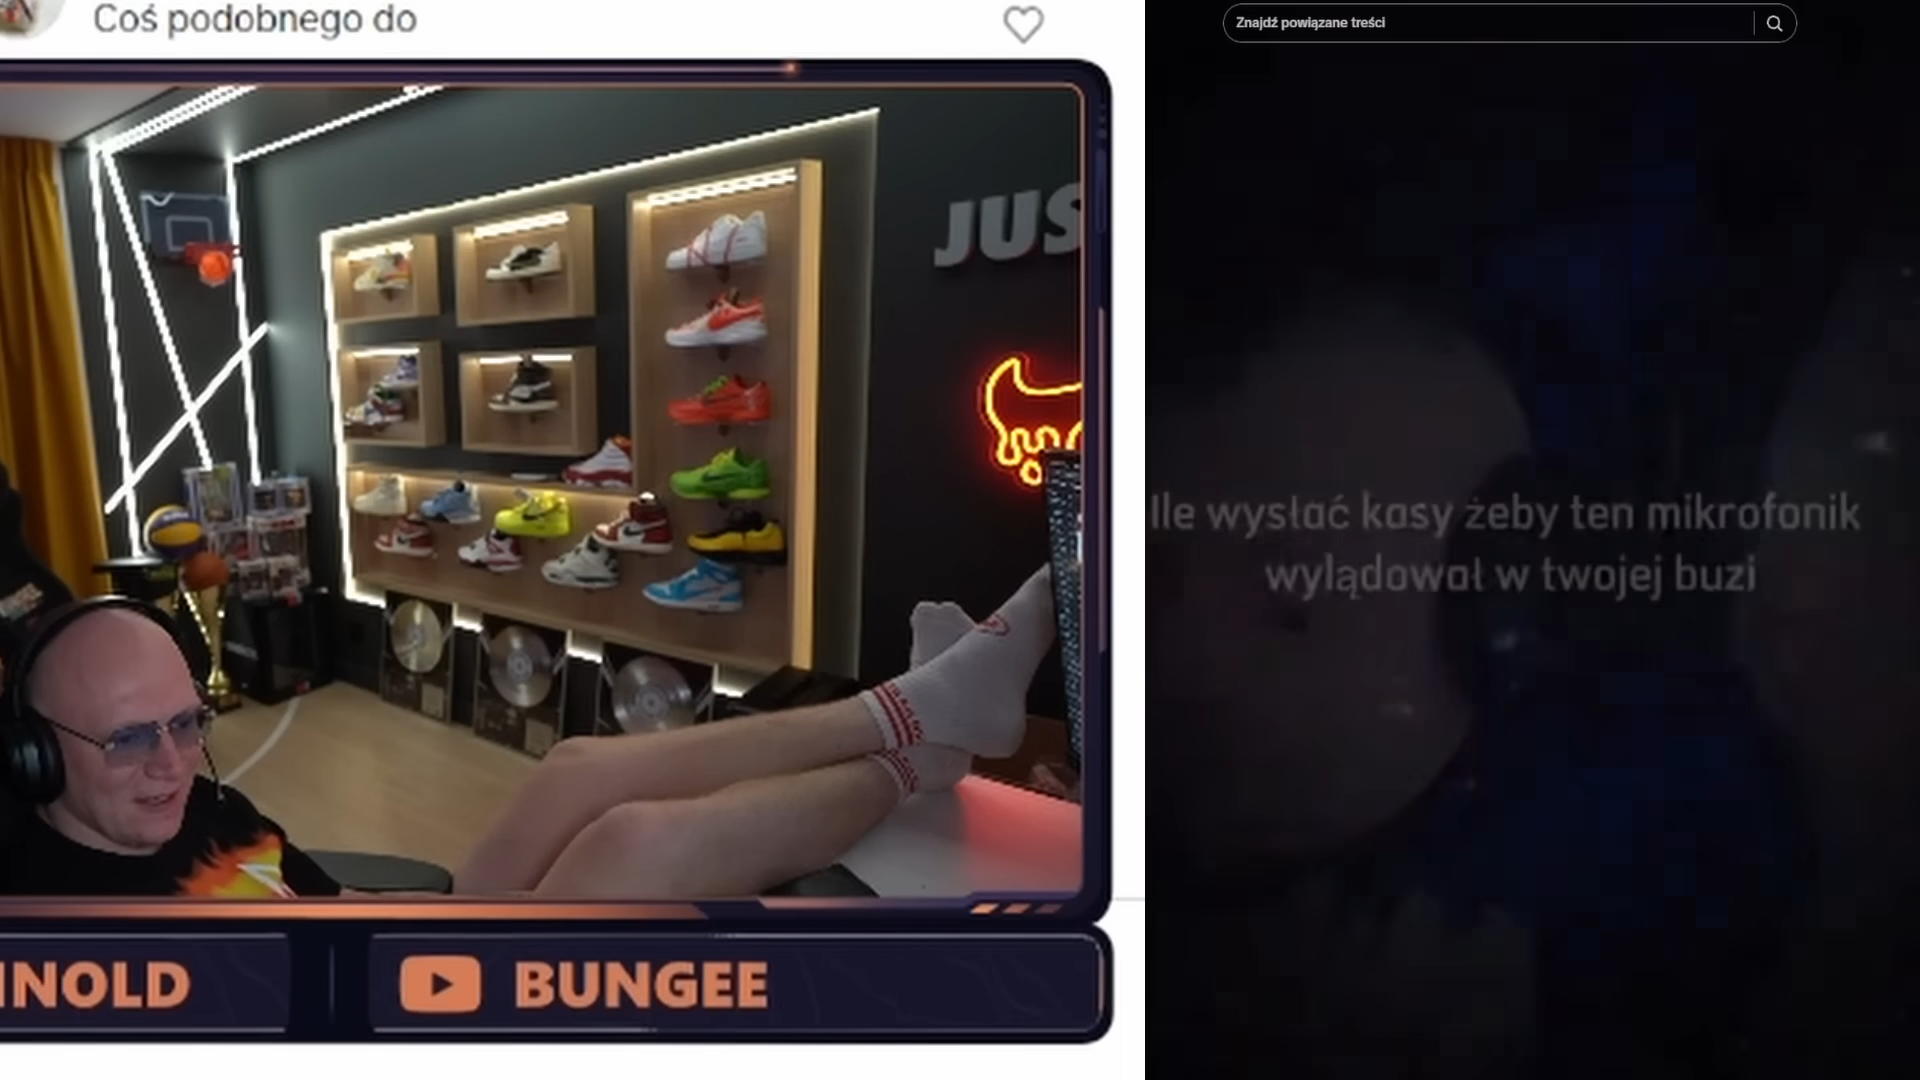 Coś podobnego do
Znajdź powiązane treści
JUS
Ile wysłać kasy żeby ten mikrofonik
wylądował w twojej buzi
INOLD
BUNGEE